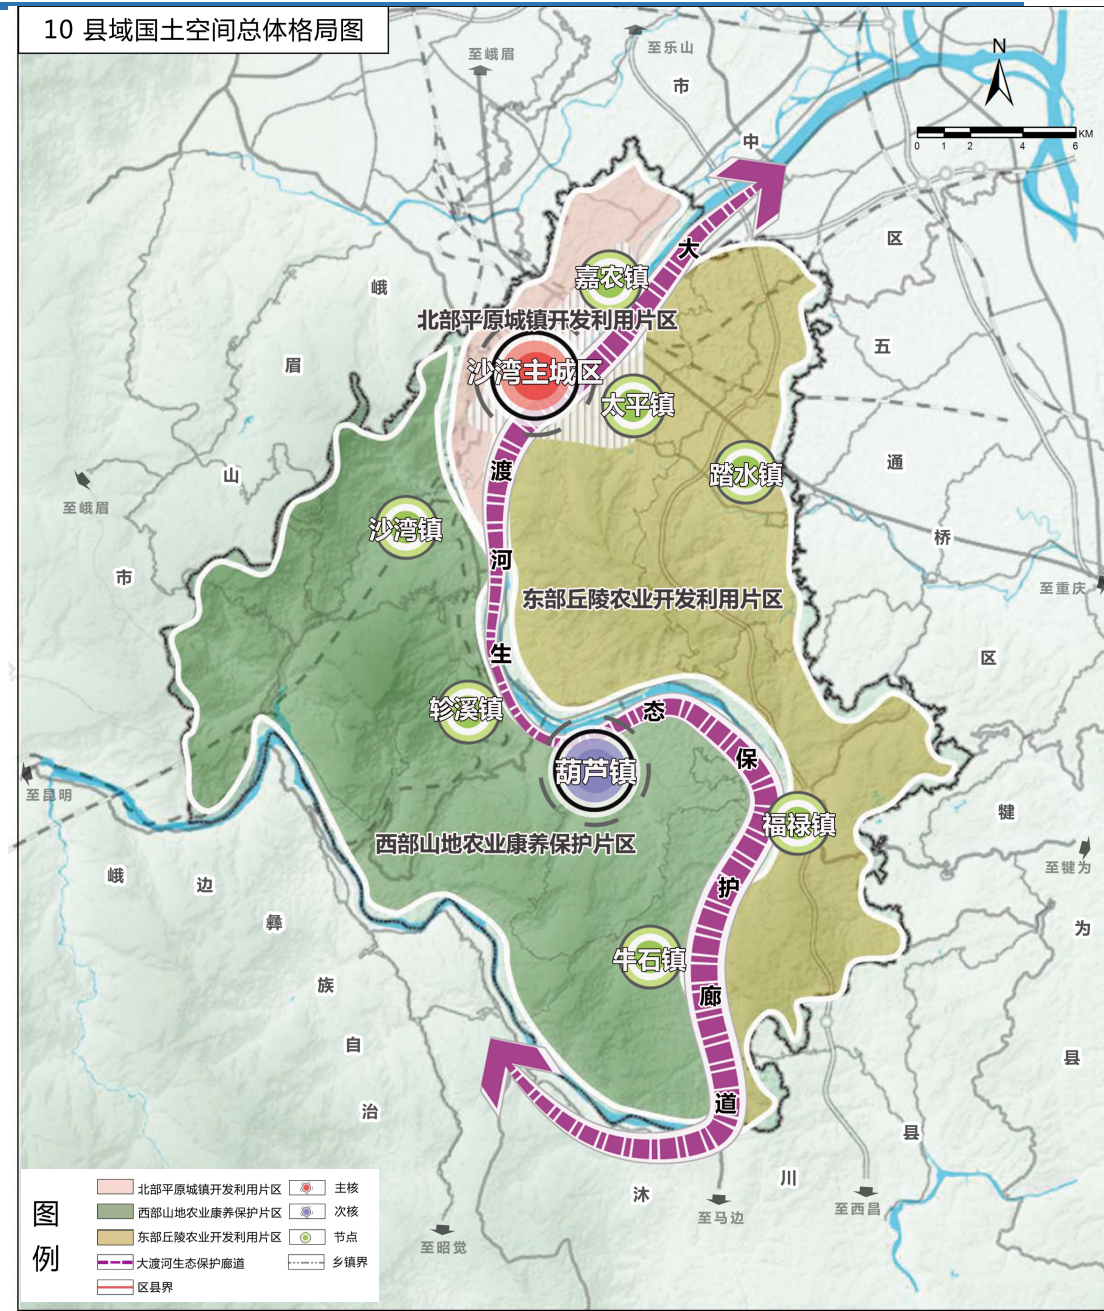 10 县域国土空间总体格局图
至峨眉
至乐山
市
N
中
KM
0 1 2 4 6
区
大
嘉农镇
峨
北部平原城镇开发利用片区
五
眉
沙湾主城区
太平镇
通
渡
踏水镇
山
至峨眉
沙湾镇
桥
河
市
至重庆
东部丘陵农业开发利用片区
生
区
轸溪镇
态
保
葫芦镇
至昆明
犍
福禄镇
西部山地农业康养保护片区
至犍为
峨
边
护
彝
为
牛石镇
族
廊
自
县
道
治
县
川
沐
至马边
至西昌
至昭觉
图例
北部平原城镇开发利用片区
主核
西部山地农业康养保护片区
次核
东部丘陵农业开发利用片区
节点
大渡河生态保护廊道
乡镇界
区县界